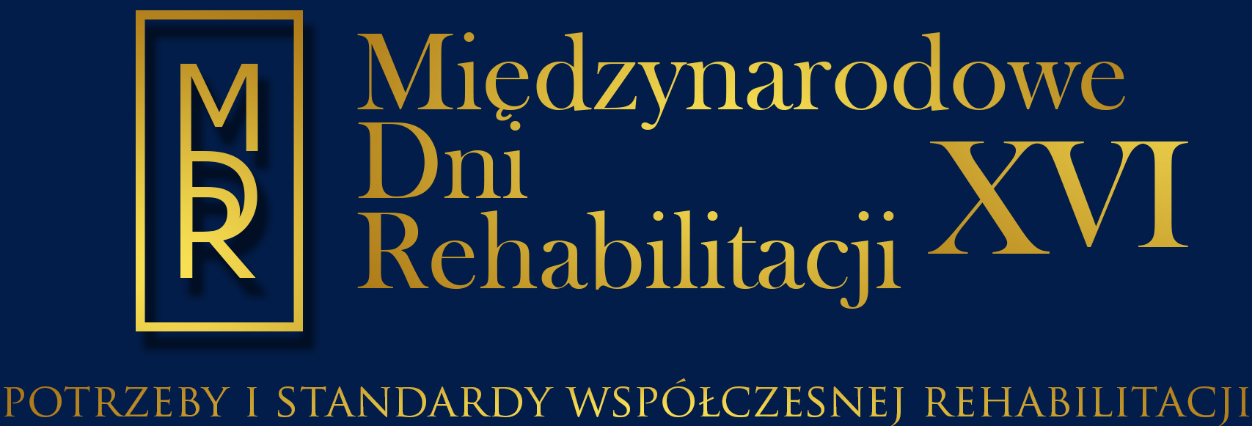 MDR
Międzynarodowe
Dni
Rehabilitacji XVI
POTRZEBY I STANDARDY WSPÓŁCZESNEJ REHABILITACJI